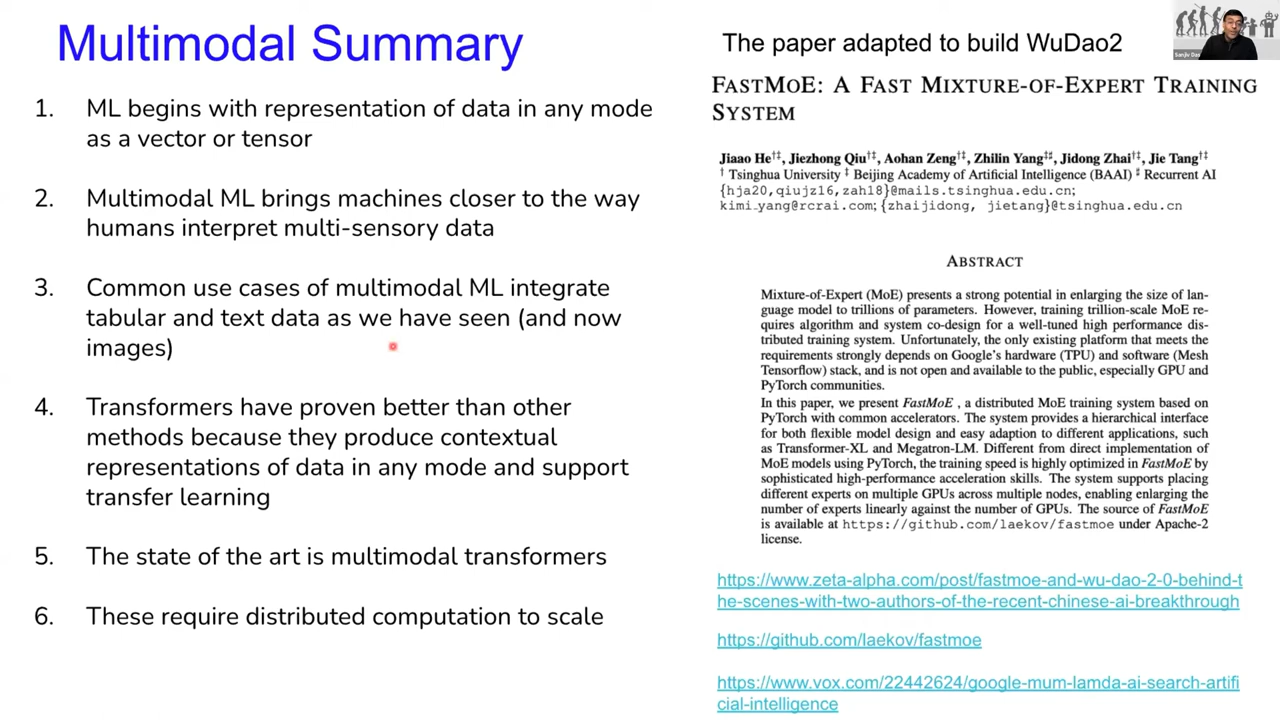 Multimodal Summary
1. ML begins with representation of data in any mode
as a vector or tensor
2. Multimodal ML brings machines closer to the way
humans interpret multi-sensory data
3. Common use cases of multimodal ML integrate
tabular and text data as we have seen (and now
images)
4. Transformers have proven better than other
methods because they produce contextual
representations of data in any mode and support
transfer learning
5. The state of the art is multimodal transformers
6. These require distributed computation to scale
The paper adapted to build WuDao2
FASTMOE: A FAST MIXTURE-OF-EXPERT TRAINING
SYSTEM
Jiaao He†‡, Jiezhong Qiu†‡, Aohan Zeng†‡, Zhilin Yang‡♯, Jidong Zhai†‡, Jie Tang†‡
† Tsinghua University ‡ Beijing Academy of Artificial Intelligence (BAAI) ♯ Recurrent AI
{hja20,qiujz16,zah18}@mails.tsinghua.edu.cn;
kimi_yang@rcrai.com; {zhaijidong, jietang}@tsinghua.edu.cn
ABSTRACT
Mixture-of-Expert (MoE) presents a strong potential in enlarging the size of lan-
guage model to trillions of parameters. However, training trillion-scale MoE re-
quires algorithm and system co-design for a well-tuned high performance dis-
tributed training system. Unfortunately, the only existing platform that meets the
requirements strongly depends on Google's hardware (TPU) and software (Mesh
Tensorflow) stack, and is not open and available to the public, especially GPU and
PyTorch communities.
In this paper, we present FastMoE , a distributed MoE training system based on
PyTorch with common accelerators. The system provides a hierarchical interface
for both flexible model design and easy adaption to different applications, such
as Transformer-XL and Megatron-LM. Different from direct implementation of
MoE models using PyTorch, the training speed is highly optimized in FastMoE by
sophisticated high-performance acceleration skills. The system supports placing
different experts on multiple GPUs across multiple nodes, enabling enlarging the
number of experts linearly against the number of GPUs. The source of FastMoE
is available at https://github.com/laekov/fastmoe under Apache-2
license.
https://www.zeta-alpha.com/post/fastmoe-and-wu-dao-2-0-behind-t
he-scenes-with-two-authors-of-the-recent-chinese-ai-breakthrough
https://github.com/laekov/fastmoe
https://www.vox.com/22442624/google-mum-lamda-ai-search-artifi
cial-intelligence
Sanjiv Das